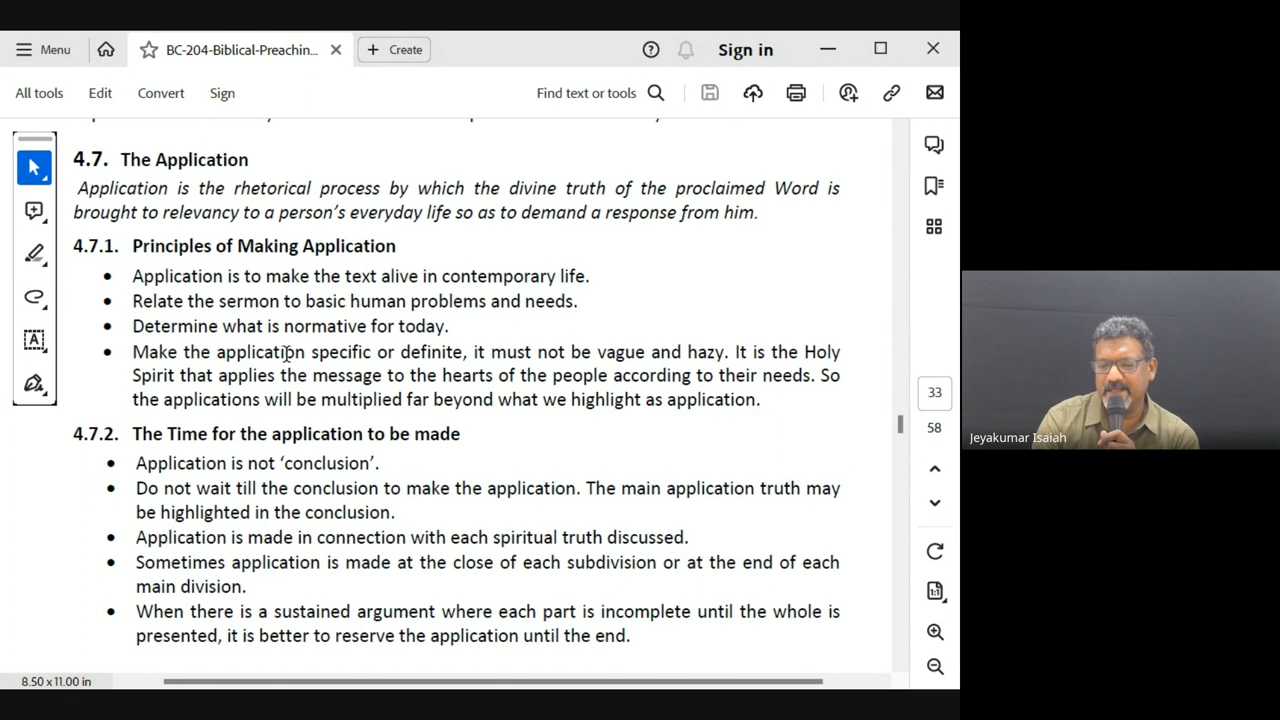 Menu
BC-204-Biblical-Preachin...
Create
Sign in
All tools
Edit
Convert
Sign
Find text or tools
4.7. The Application
Application is the rhetorical process by which the divine truth of the proclaimed Word is
brought to relevancy to a person's everyday life so as to demand a response from him.
4.7.1. Principles of Making Application
• Application is to make the text alive in contemporary life.
• Relate the sermon to basic human problems and needs.
• Determine what is normative for today.
• Make the application specific or definite, it must not be vague and hazy. It is the Holy
Spirit that applies the message to the hearts of the people according to their needs. So
the applications will be multiplied far beyond what we highlight as application.
4.7.2. The Time for the application to be made
• Application is not ‘conclusion’.
• Do not wait till the conclusion to make the application. The main application truth may
be highlighted in the conclusion.
• Application is made in connection with each spiritual truth discussed.
• Sometimes application is made at the close of each subdivision or at the end of each
main division.
• When there is a sustained argument where each part is incomplete until the whole is
presented, it is better to reserve the application until the end.
8.50 x 11.00 in
33
58
1:1
Jeyakumar Isaiah